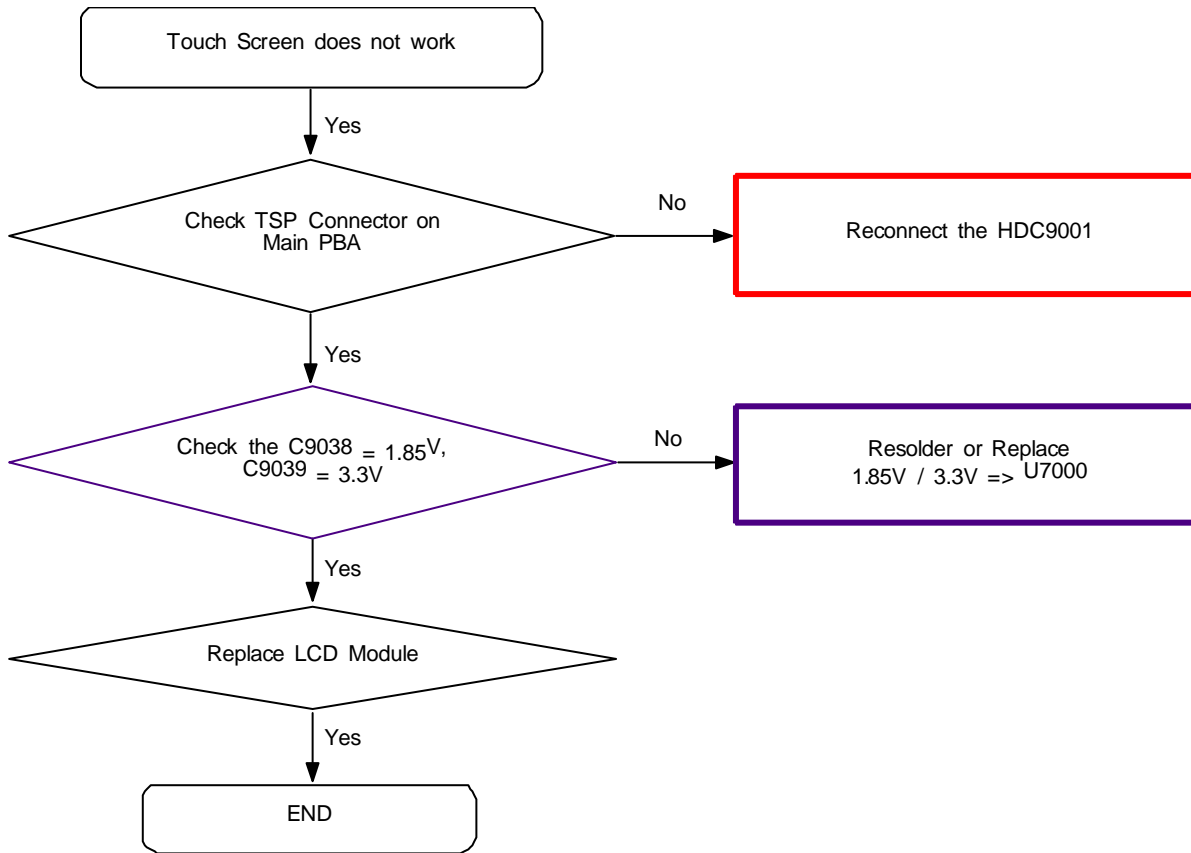 Touch Screen does not work
Yes
Check TSP Connector on
Main PBA
No
Reconnect the HDC9001
Yes
Check the C9038 = 1.85V,
C9039 = 3.3V
No
Resolder or Replace
1.85V / 3.3V => U7000
Yes
Replace LCD Module
Yes
END